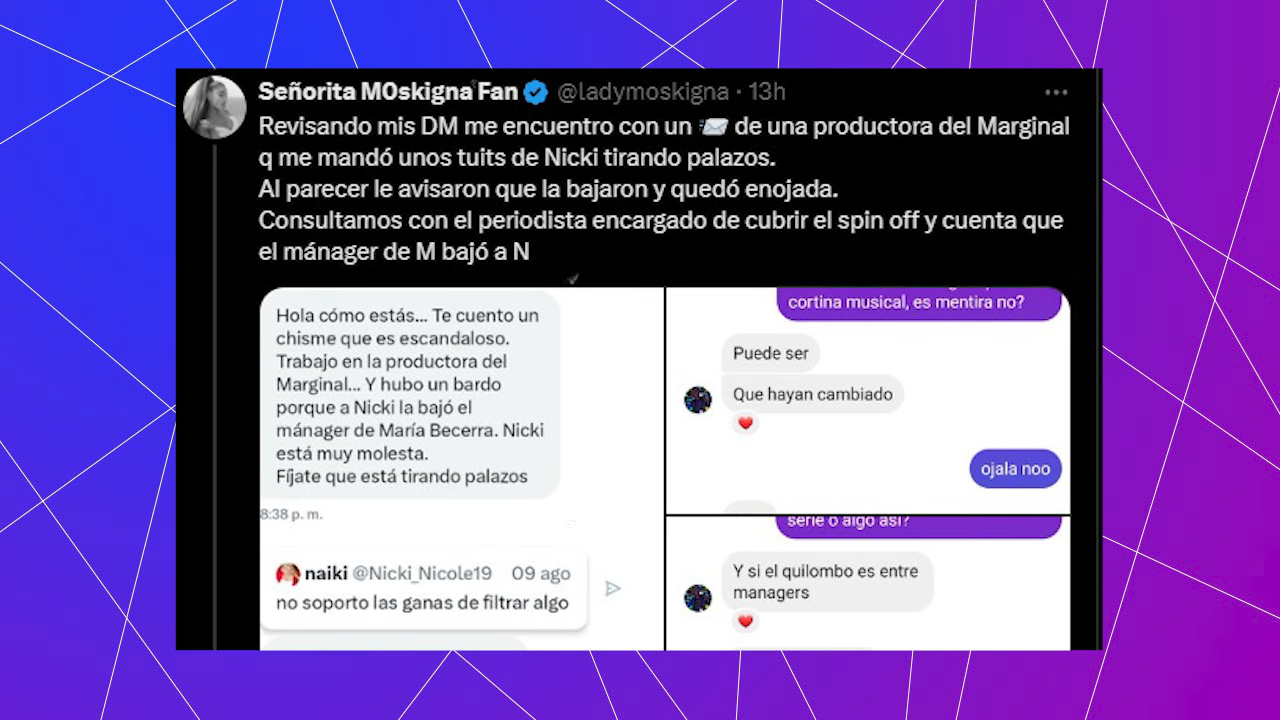 Señorita MOskigna Fan @ladymoskigna · 13h
Revisando mis DM me encuentro con un 📨 de una productora del Marginal
q me mandó unos tuits de Nicki tirando palazos.
Al parecer le avisaron que la bajaron y quedó enojada.
Consultamos con el periodista encargado de cubrir el spin off y cuenta que
el mánager de M bajó a N
Hola cómo estás... Te cuento un
chisme que es escandaloso.
Trabajo en la productora del
Marginal... Y hubo un bardo
porque a Nicki la bajó el
mánager de María Becerra. Nicki
está muy molesta.
Fíjate que está tirando palazos
8:38 p. m.
naiki @Nicki_Nicole19 09 ago
no soporto las ganas de filtrar algo
cortina musical, es mentira no?
Puede ser
Que hayan cambiado
❤️
ojala noo
serie o algo así?
Y si el quilombo es entre
managers
❤️